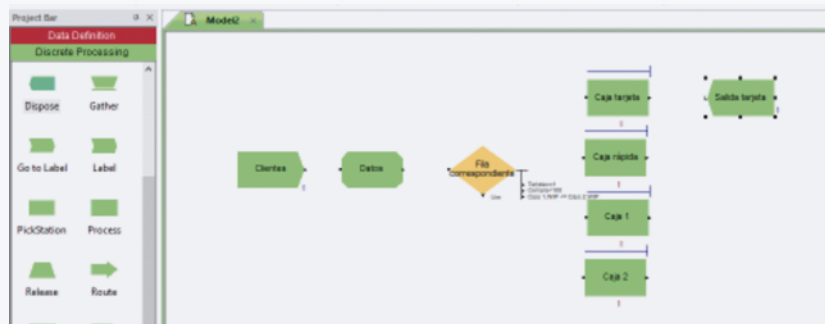 Project Bar
Data Definition
Discrete Processing
Dispose
Gather
Go to Label
Label
PickStation
Process
Release
Route
Model2
Clientes
Datos
Fila
correspondiente
Else
Caja tarjeta
Caja rápida
Caja 1
Caja 2
Salida tarjeta